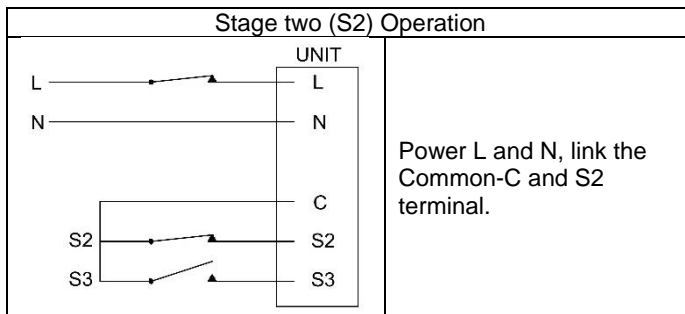 Stage two (S2) Operation
UNIT
L L
N N
C
S2 S2
S3 S3
Power L and N, link the
Common-C and S2
terminal.